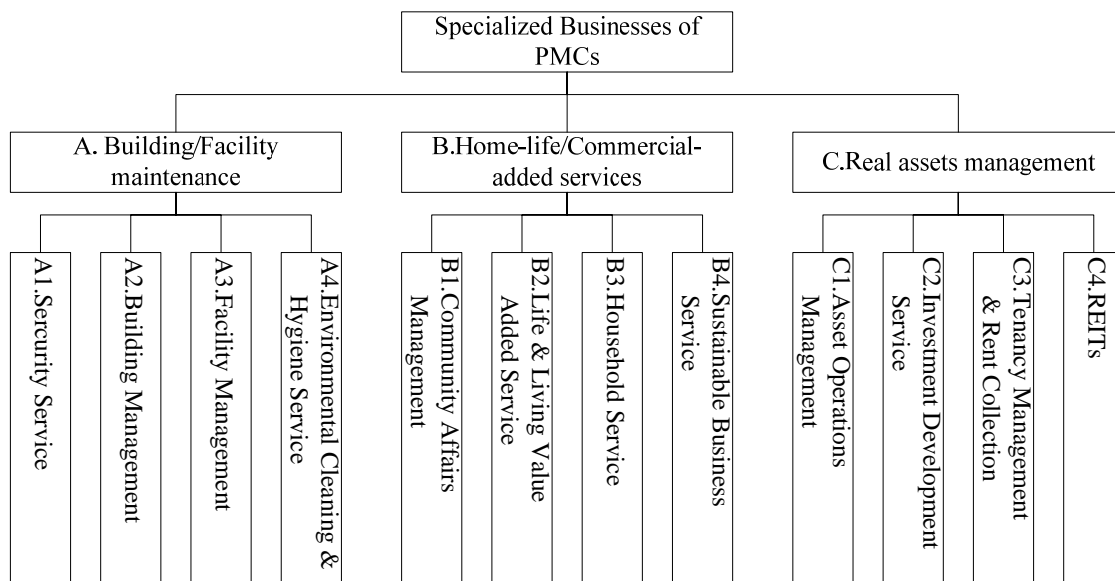 Specialized Businesses of
PMCs
A. Building/Facility
maintenance
B.Home-life/Commercial-
added services
C.Real assets management
A1.Sercurity Service
A2.Building Management
A3.Facility Management
A4.Environmental Cleaning &
Hygiene Service
B1.Community Affairs
Management
B2.Life & Living Value
Added Service
B3.Household Service
B4.Sustainable Business
Service
C1.Asset Operations
Management
C2.Investment Development
Service
C3.Tenancy Management
& Rent Collection
C4.REITs